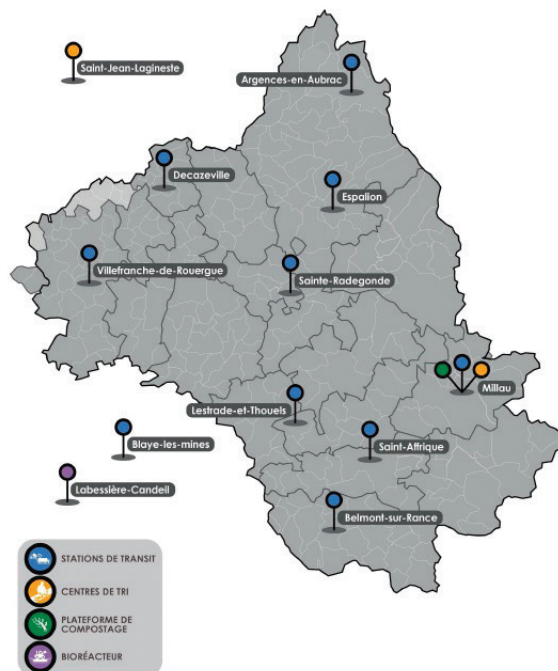 Saint-Jean-Lagineste
Argences-en-Aubrac
Decazeville
Espalion
Villefranche-de-Rouergue
Sainte-Radegonde
Millau
Lestrade-et-Thouels
Blaye-les-mines
Saint-Affrique
Labessière-Candeil
Belmont-sur-Rance
STATIONS DE TRANSIT
CENTRES DE TRI
PLATEFORME DE
COMPOSTAGE
BIORÉACTEUR